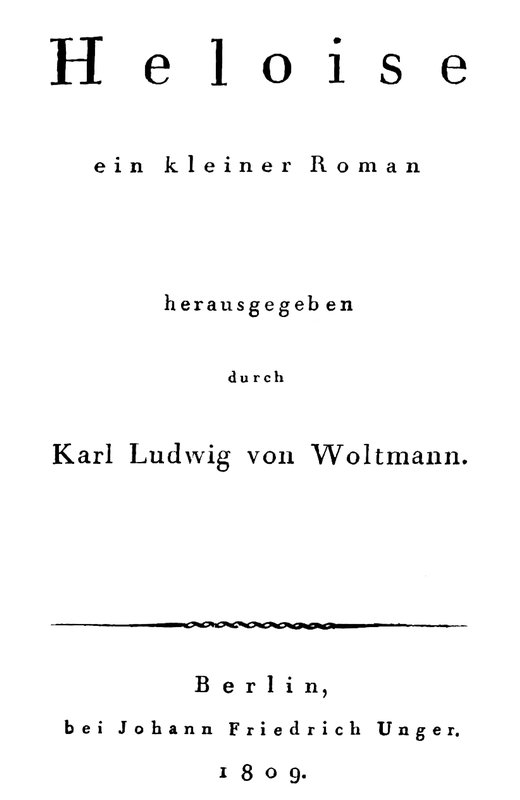 Heloise
ein kleiner Roman
herausgegeben
durch
Karl Ludwig von Woltmann.
Berlin,
bei Johann Friedrich Unger.
1809.